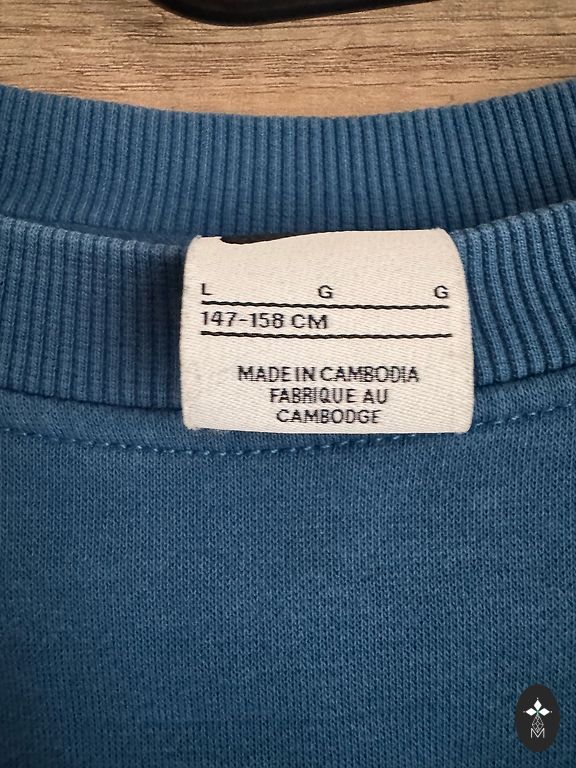 L G G
147-158 CM
MADE IN CAMBODIA
FABRIQUE AU
CAMBODGE
M